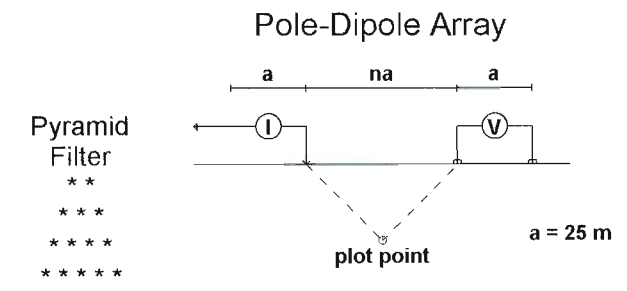 Pole-Dipole Array
a na a
I V
Pyramid
Filter
* *
* * *
* * * *
* * * * *
plot point
a = 25 m